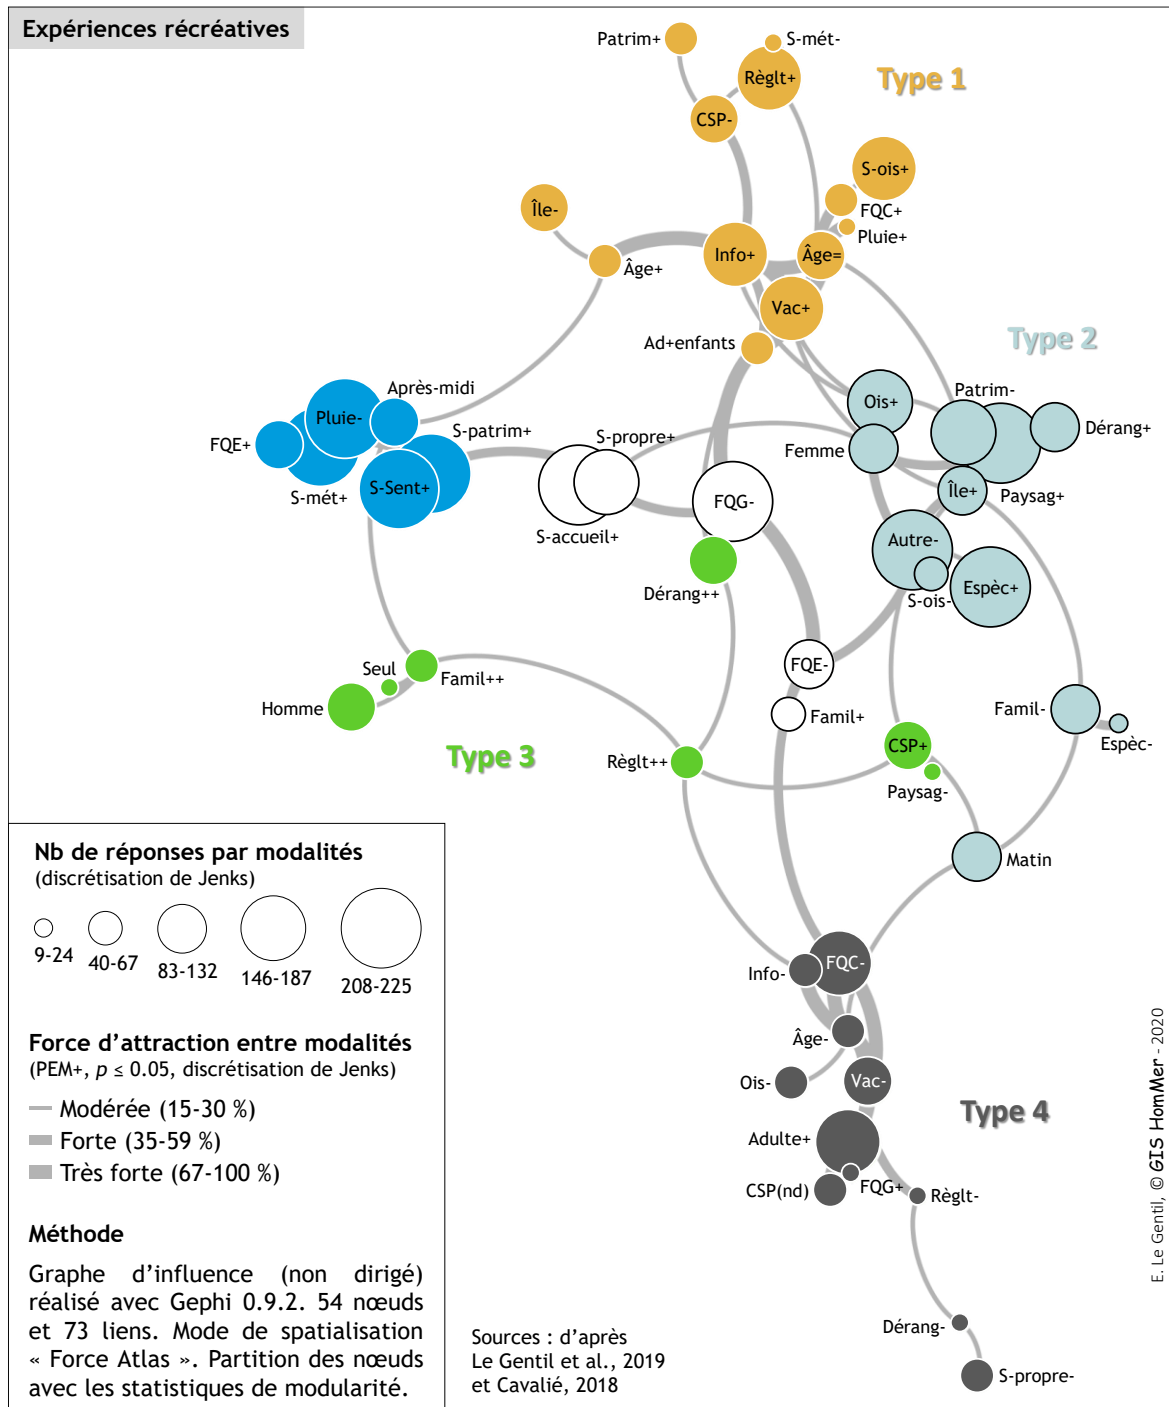 Expériences récréatives
Patrim+
S-mét-
Règlt+
Type 1
CSP-
S-ois+
FQC+
Île-
Pluie+
Info+
Âge=
Âge+
Vac+
Ad+enfants
Type 2
Après-midi
Patrim-
Ois+
Pluie-
Dérang+
S-patrim+
S-propre+
FQE+
Femme
S-mét+
S-Sent+
Île+
Paysag+
FQG-
S-accueil+
Autre-
Dérang++
S-ois-
Espèc+
Seul
FQE-
Famil++
Homme
Famil+
Famil-
Espèc-
CSP+
Type 3
Règlt++
Paysag-
Matin
Nb de réponses par modalités
(discrétisation de Jenks)
9-24
40-67
83-132
146-187
208-225
Force d’attraction entre modalités
(PEM+, p ≤ 0.05, discrétisation de Jenks)
Modérée (15-30 %)
Forte (35-59 %)
Très forte (67-100 %)
Méthode
Graphe d’influence (non dirigé)
réalisé avec Gephi 0.9.2. 54 nœuds
et 73 liens. Mode de spatialisation
« Force Atlas ». Partition des nœuds
avec les statistiques de modularité.
FQC-
Info-
Âge-
Ois-
Vac-
Type 4
Adulte+
CSP(nd)
FQG+
Règlt-
Dérang-
S-propre-
Sources : d’après
Le Gentil et al., 2019
et Cavalié, 2018
E. Le Gentil, © GIS HomMer - 2020